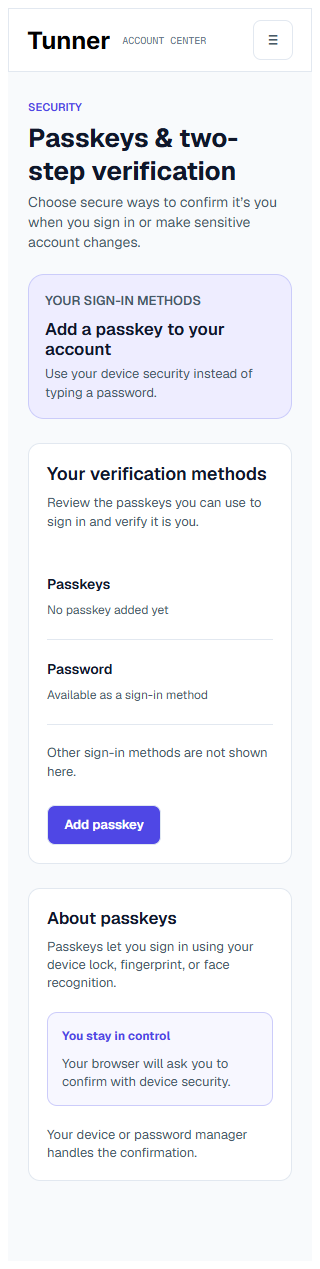 Tunner ACCOUNT CENTER ☰
SECURITY
Passkeys & two-
step verification
Choose secure ways to confirm it's you
when you sign in or make sensitive
account changes.
YOUR SIGN-IN METHODS
Add a passkey to your
account
Use your device security instead of
typing a password.
Your verification methods
Review the passkeys you can use to
sign in and verify it is you.
Passkeys
No passkey added yet
Password
Available as a sign-in method
Other sign-in methods are not shown
here.
Add passkey
About passkeys
Passkeys let you sign in using your
device lock, fingerprint, or face
recognition.
You stay in control
Your browser will ask you to
confirm with device security.
Your device or password manager
handles the confirmation.